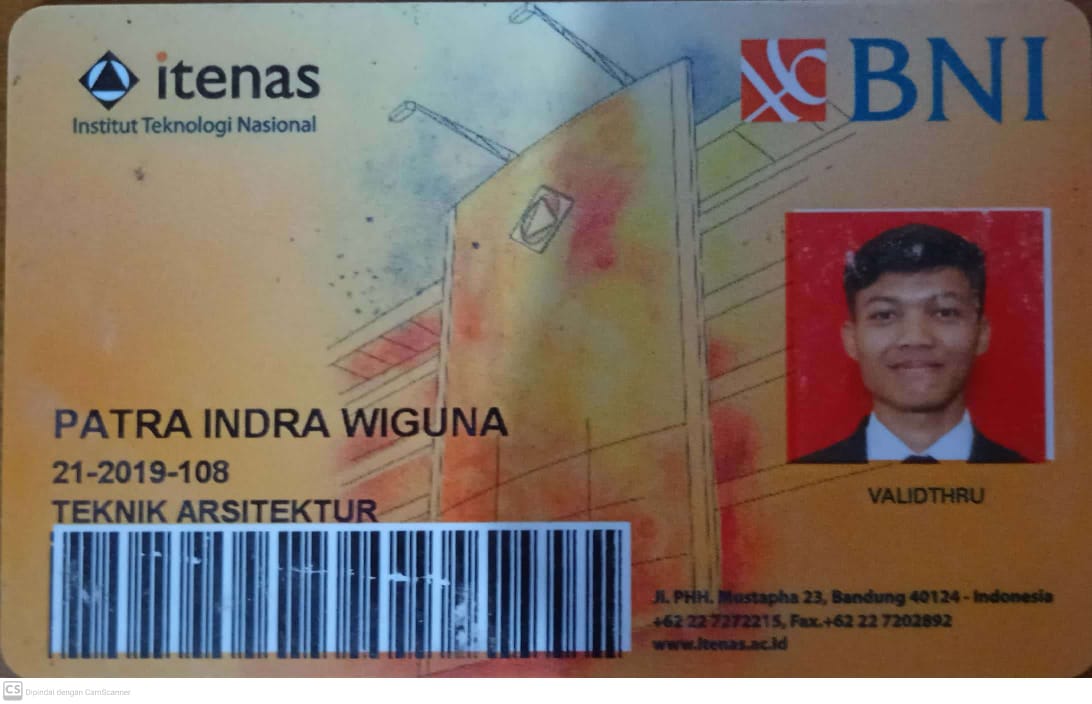 itenas
Institut Teknologi Nasional
BNI
PATRA INDRA WIGUNA
21-2019-108
TEKNIK ARSITEKTUR
VALIDTHRU
Jl. PHH. Mustapha 23, Bandung 40124 - Indonesia
+62 22 7272215, Fax.+62 22 7202892
www.itenas.ac.id
CS Dipindai dengan CamScanner